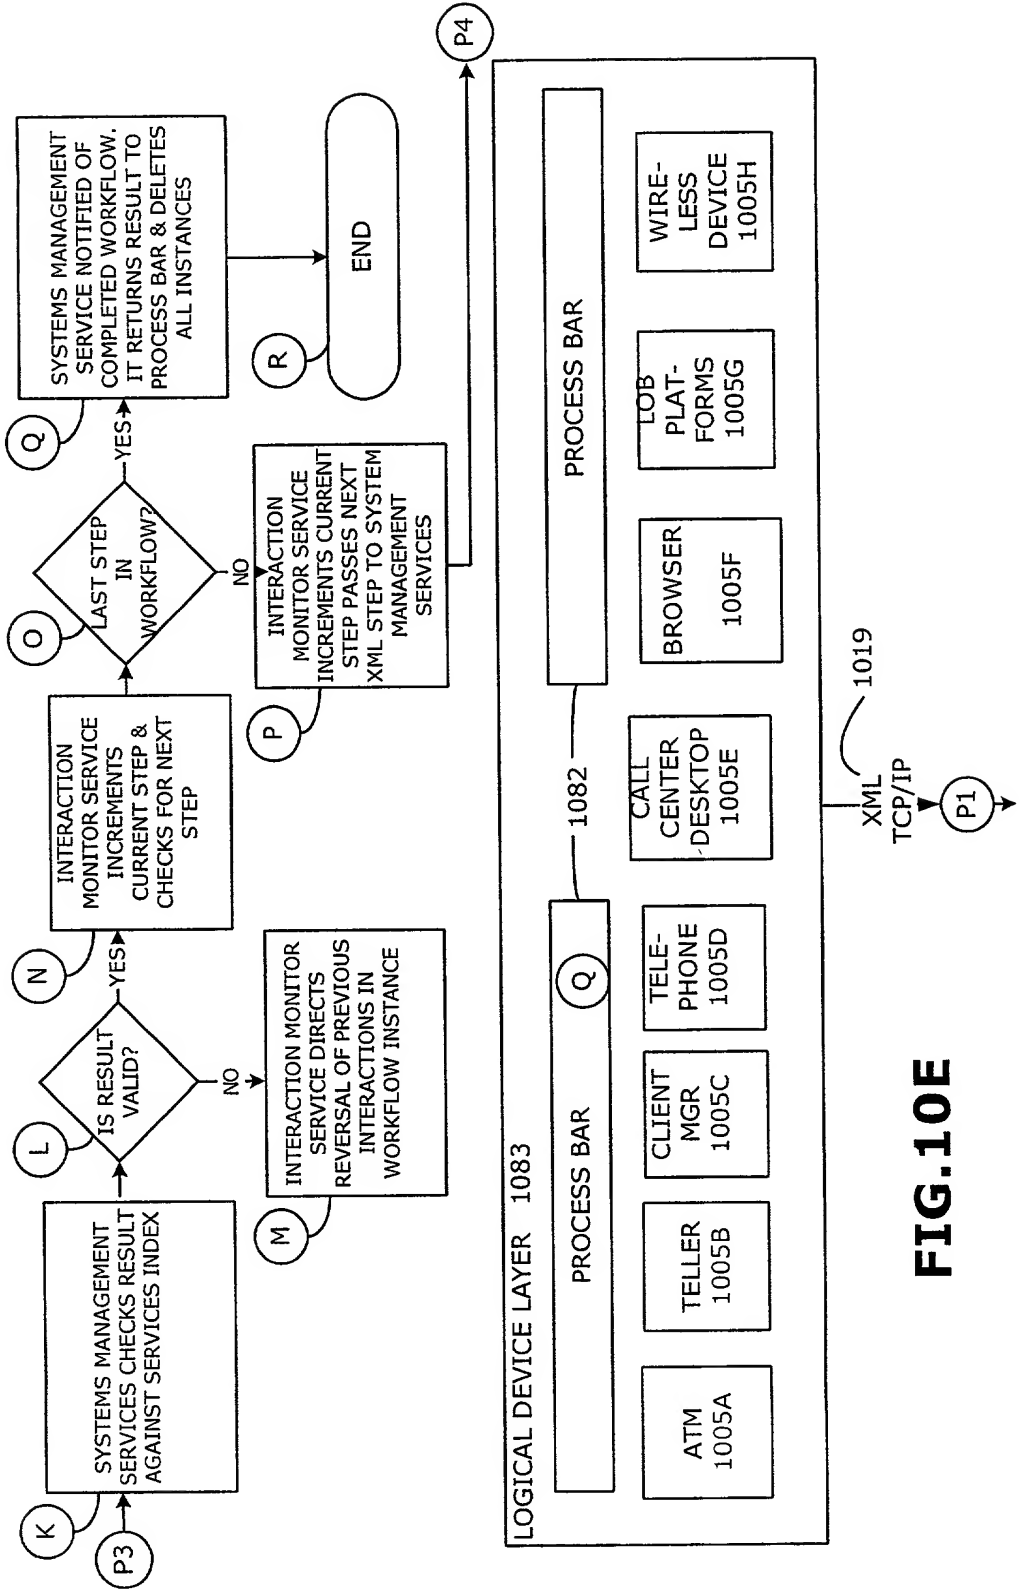 P3
K
SYSTEMS MANAGEMENT
SERVICES CHECKS RESULT
AGAINST SERVICES INDEX
L
IS RESULT
VALID?
YES
NO
M
INTERACTION MONITOR
SERVICE DIRECTS
REVERSAL OF PREVIOUS
INTERACTIONS IN
WORKFLOW INSTANCE
N
INTERACTION
MONITOR SERVICE
INCREMENTS
CURRENT STEP &
CHECKS FOR NEXT
STEP
O
LAST STEP
IN
WORKFLOW?
YES
NO
P
INTERACTION
MONITOR SERVICE
INCREMENTS CURRENT
STEP PASSES NEXT
XML STEP TO SYSTEM
MANAGEMENT
SERVICES
Q
SYSTEMS MANAGEMENT
SERVICE NOTIFIED OF
COMPLETED WORKFLOW.
IT RETURNS RESULT TO
PROCESS BAR & DELETES
ALL INSTANCES
R
END
P4
LOGICAL DEVICE LAYER 1083
PROCESS BAR
Q
1082
PROCESS BAR
ATM
1005A
TELLER
1005B
CLIENT
MGR
1005C
TELE-
PHONE
1005D
CALL
CENTER
DESKTOP
1005E
BROWSER
1005F
LOB
PLAT-
FORMS
1005G
WIRE-
LESS
DEVICE
1005H
XML
TCP/IP
1019
P1
FIG.10E